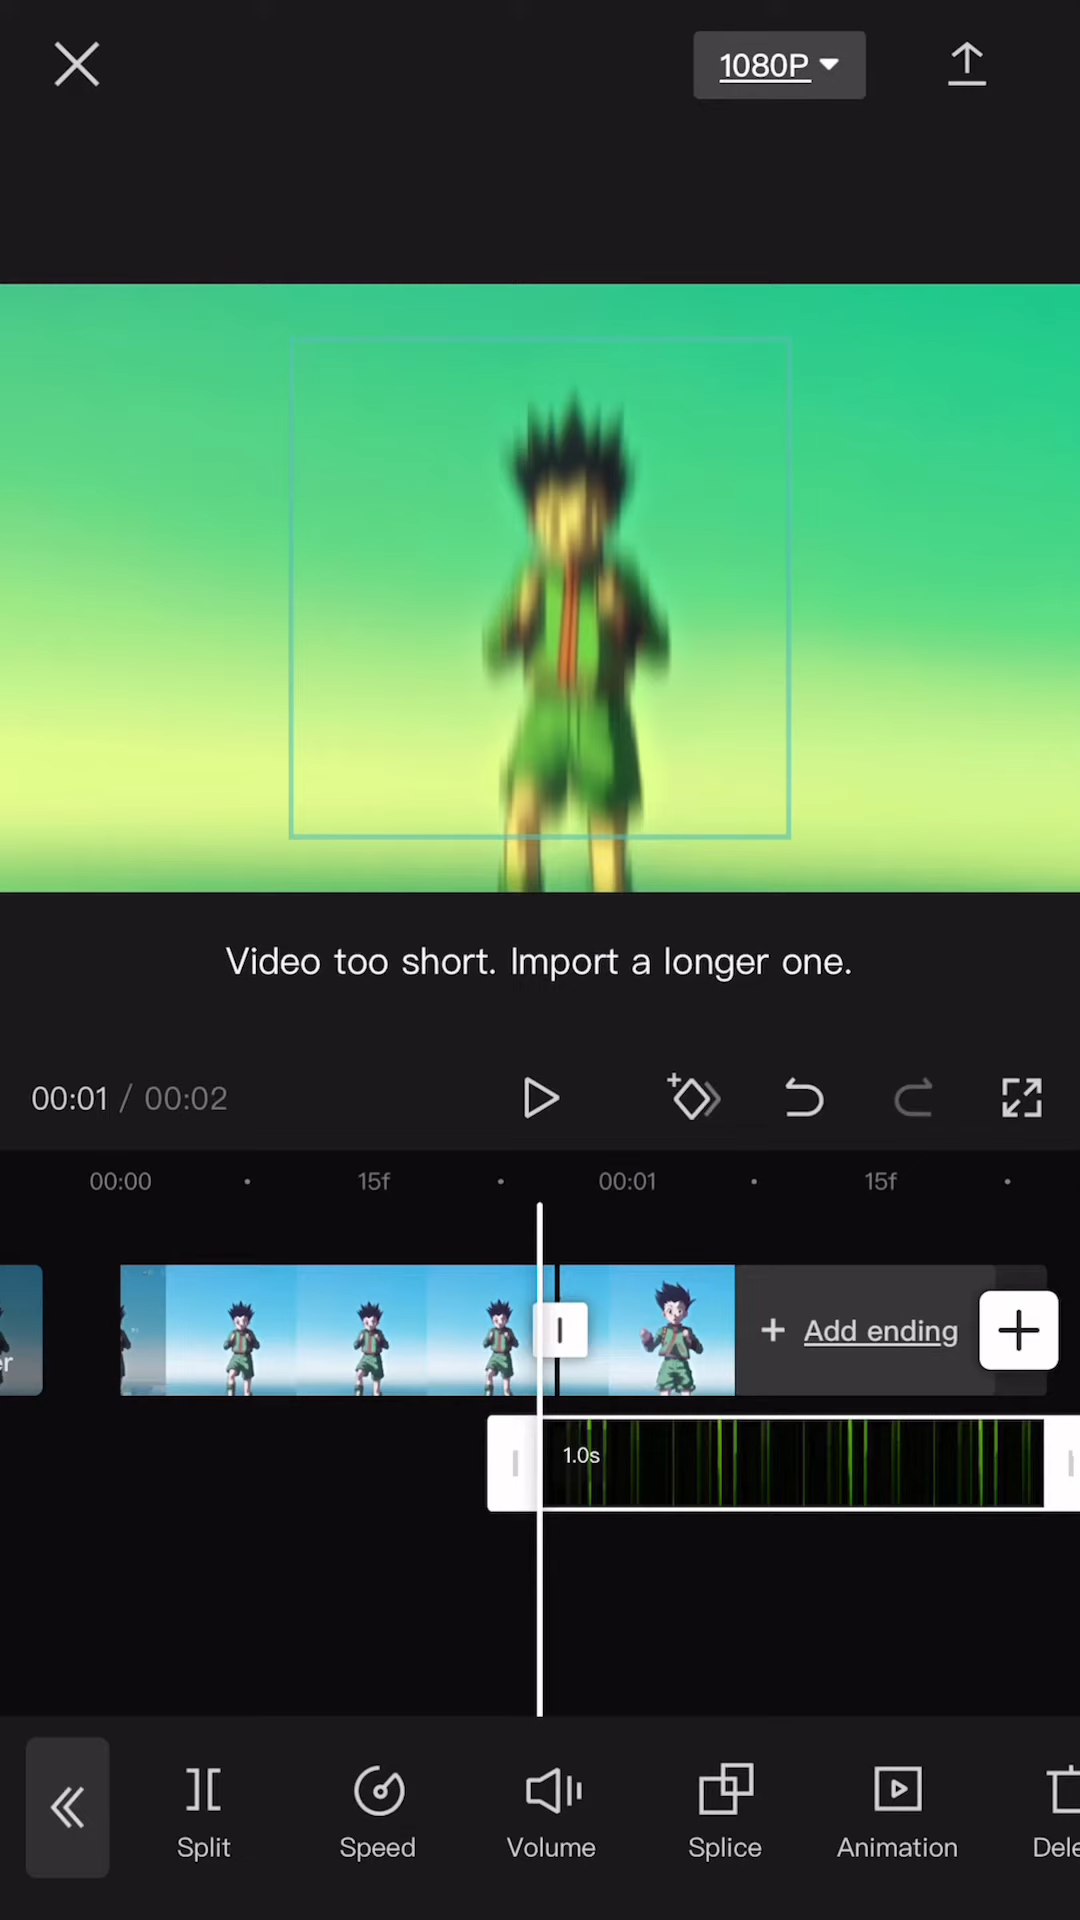 1080P
Video too short. Import a longer one.
00:01 / 00:02
00:00 15f 00:01 15f
er
+ Add ending
1.0s
Split Speed Volume Splice Animation Dele